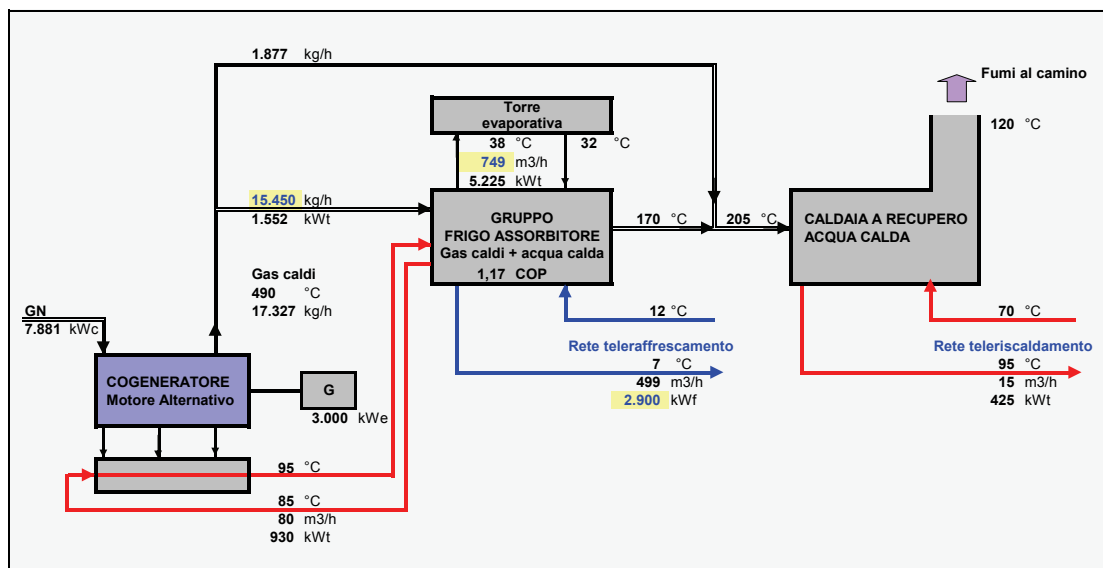 1.877 kg/h
Fumi al camino
Torre
evaporativa
120 °C
38 °C 32 °C
749 m3/h
5.225 kWt
15.450 kg/h
1.552 kWt
GRUPPO
FRIGO ASSORBITORE
Gas caldi + acqua calda
1,17 COP
170 °C 205 °C
CALDAIA A RECUPERO
ACQUA CALDA
Gas caldi
490 °C
17.327 kg/h
GN
7.881 kWc
12 °C
70 °C
Rete teleraffrescamento
7 °C
499 m3/h
2.900 kWf
Rete teleriscaldamento
95 °C
15 m3/h
425 kWt
COGENERATORE
Motore Alternativo
G
3.000 kWe
95 °C
85 °C
80 m3/h
930 kWt